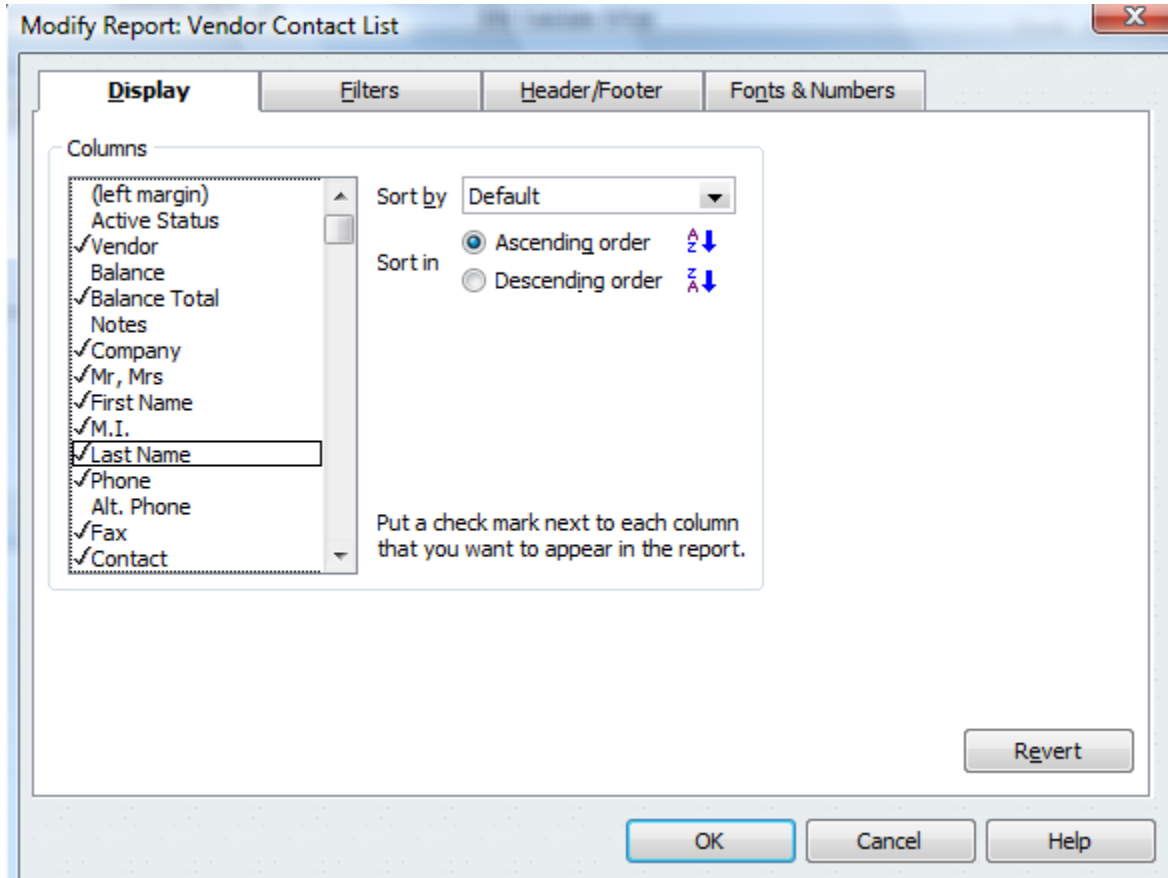 Modify Report: Vendor Contact List
Display
Filters
Header/Footer
Fonts & Numbers
Columns
(left margin)
Active Status
✓Vendor
Balance
✓Balance Total
Notes
✓Company
✓Mr, Mrs
✓First Name
✓M.I.
✓Last Name
✓Phone
Alt. Phone
✓Fax
✓Contact
Sort by
Default
Sort in
Ascending order
AZ
Descending order
ZA
Put a check mark next to each column
that you want to appear in the report.
Revert
OK
Cancel
Help